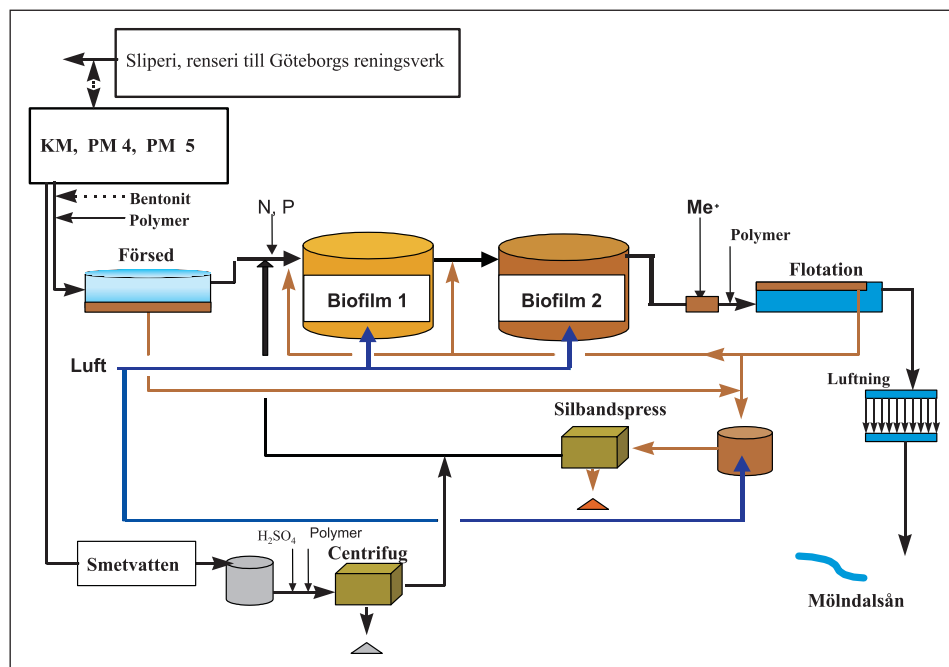 Sliperi, renseri till Göteborgs reningsverk
KM, PM 4, PM 5
Bentonit
Polymer
N, P
Me+
Polymer
Försed
Flotation
Biofilm 1
Biofilm 2
Luft
Luftning
Silbandspress
H₂SO₄
Polymer
Centrifug
Smetvatten
Mölndalsån